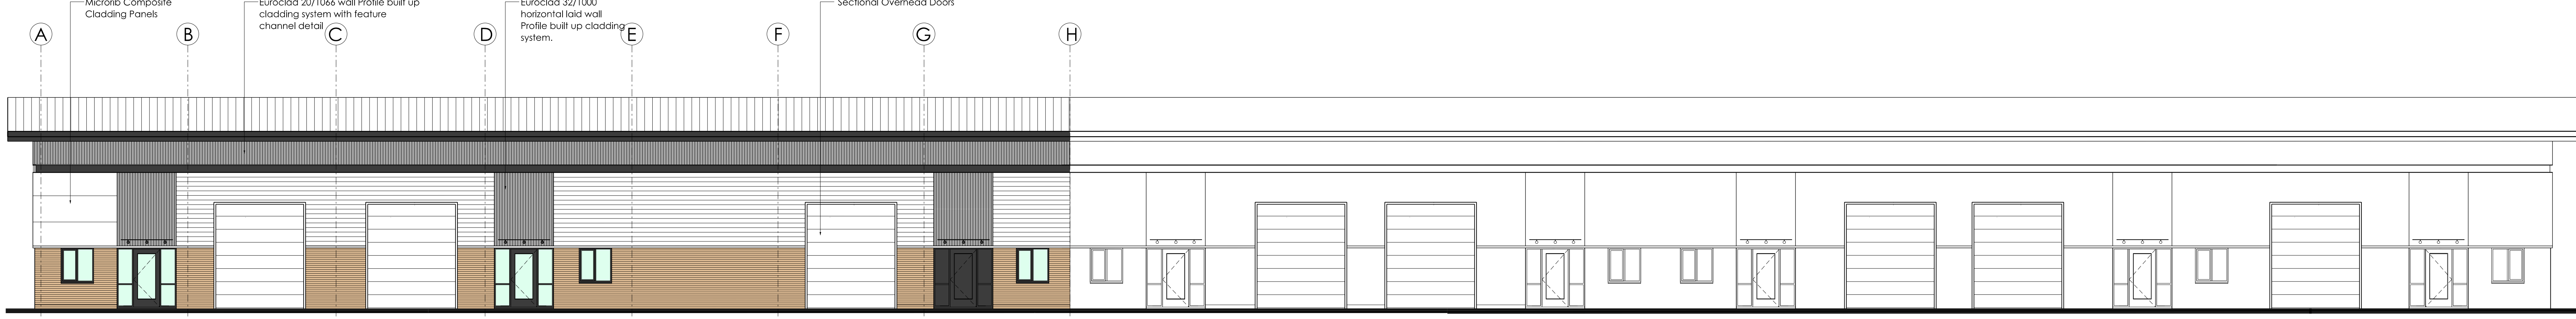 Microrib Composite
Cladding Panels
Euroclad 20/1066 wall Profile built up
cladding system with feature
channel detail
Euroclad 32/1000
horizontal laid wall
Profile built up cladding
system.
Sectional Overhead Doors
A
B
C
D
E
F
G
H